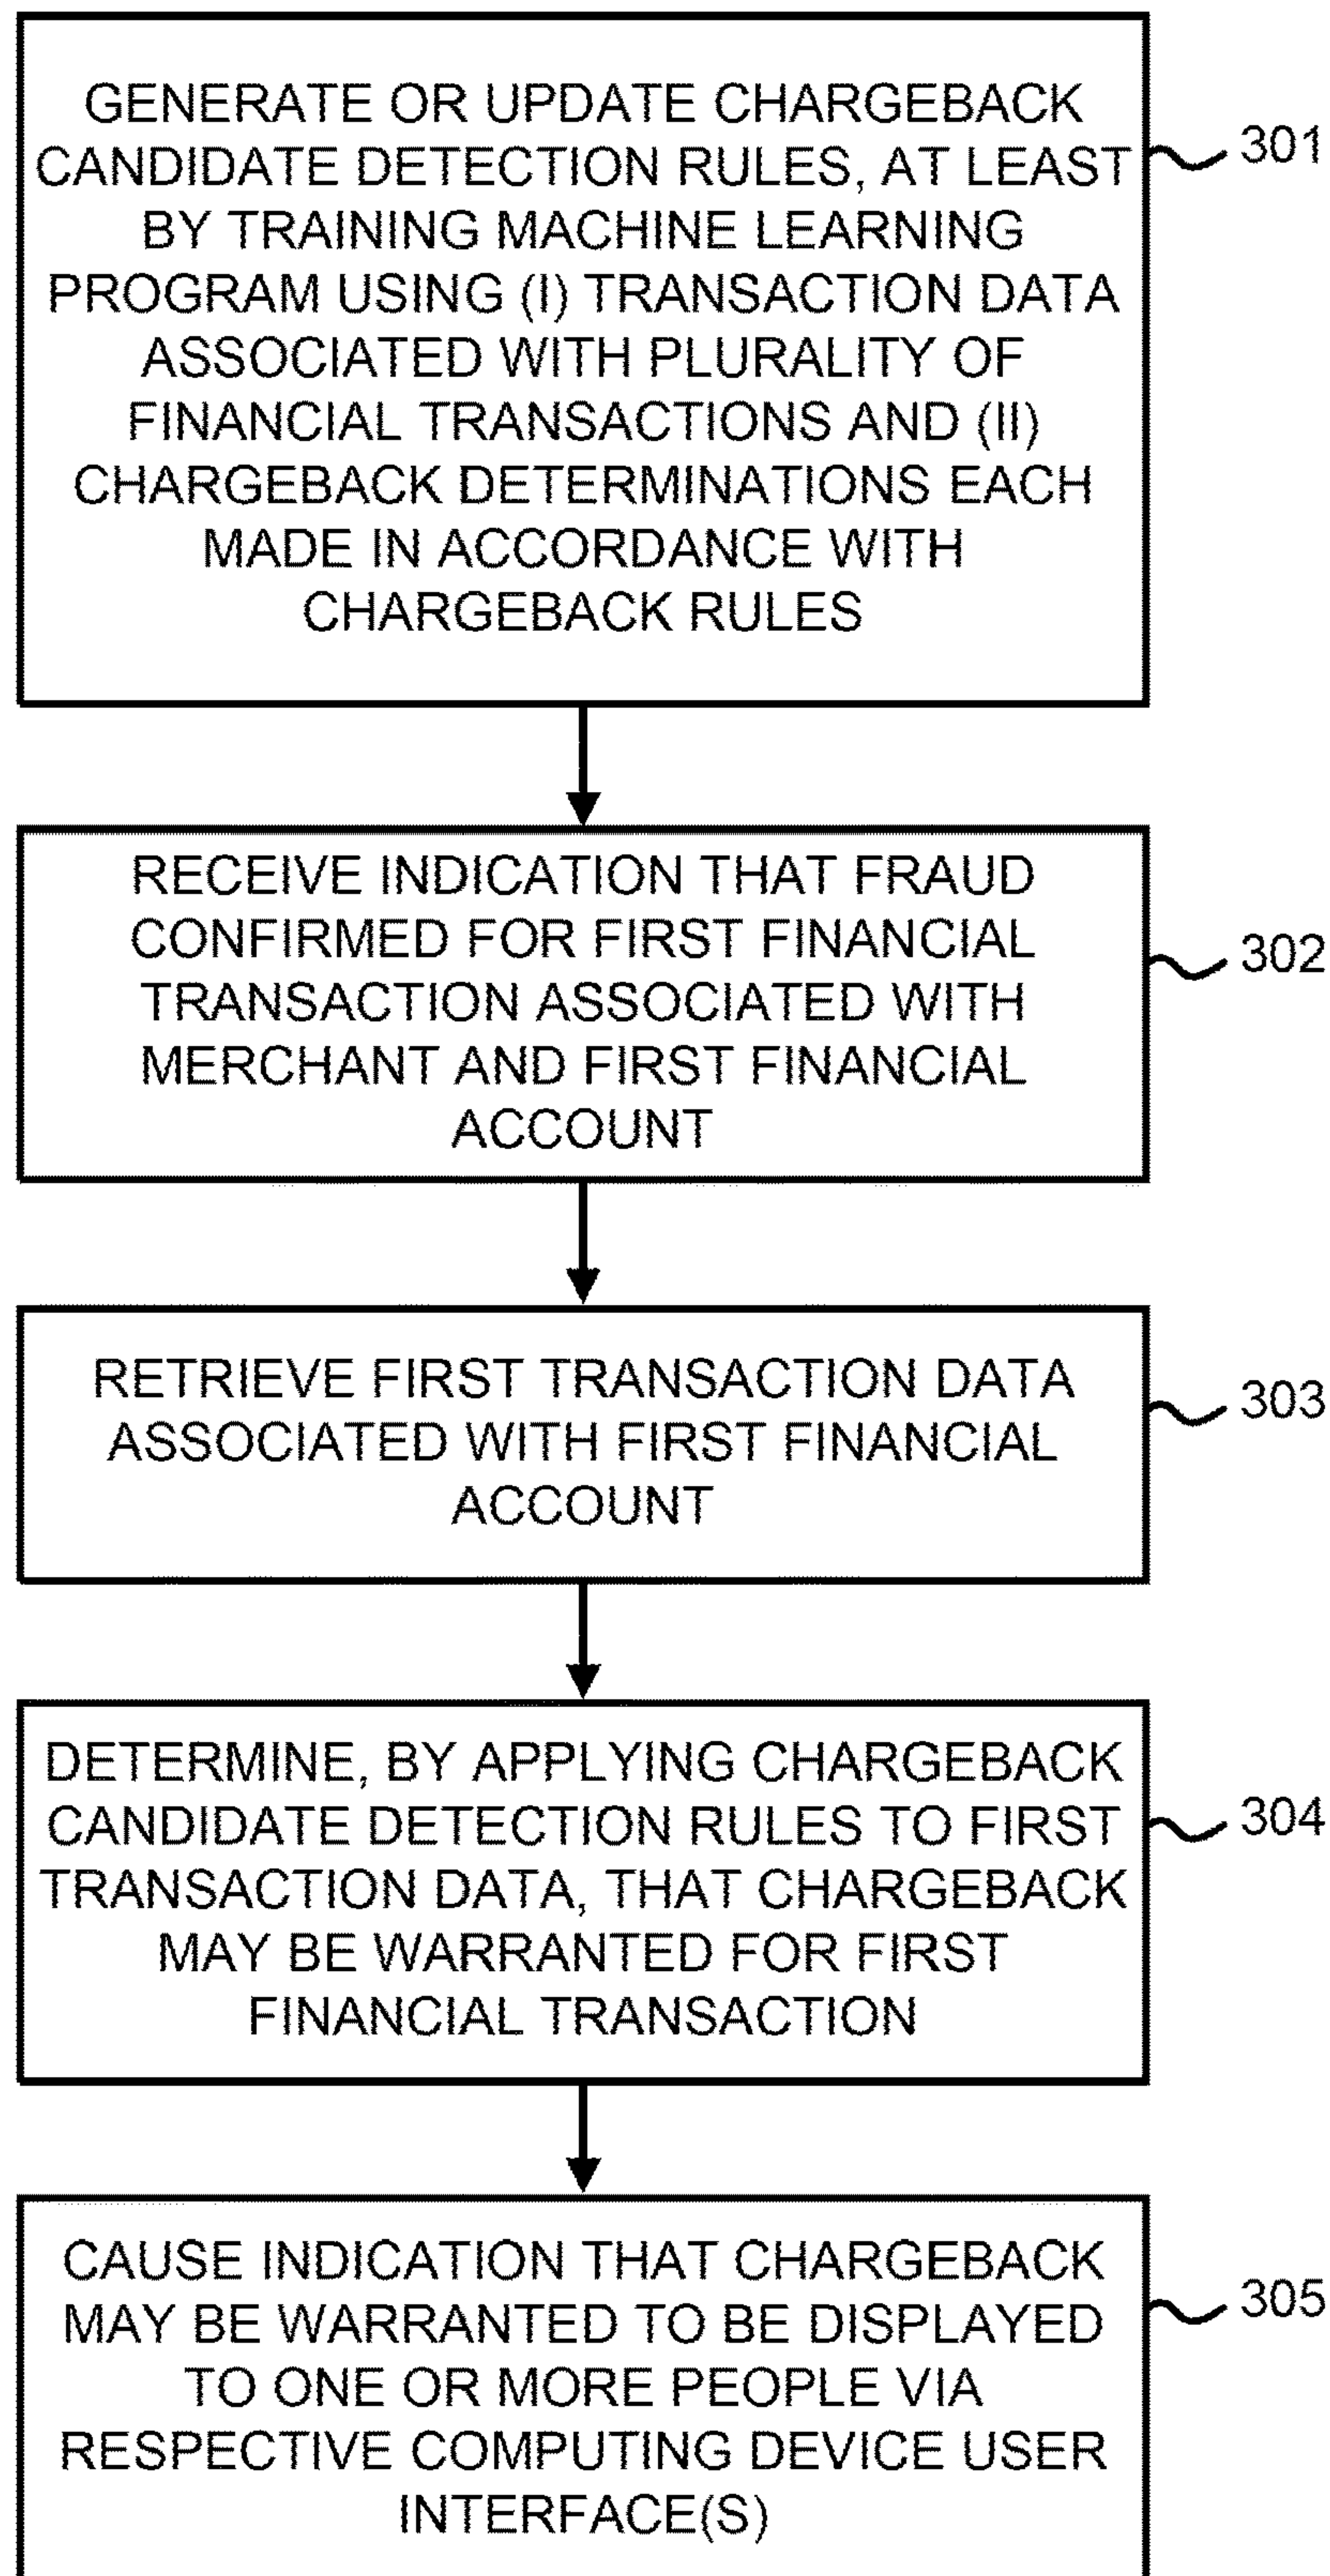 GENERATE OR UPDATE CHARGEBACK
CANDIDATE DETECTION RULES, AT LEAST
BY TRAINING MACHINE LEARNING
PROGRAM USING (I) TRANSACTION DATA
ASSOCIATED WITH PLURALITY OF
FINANCIAL TRANSACTIONS AND (II)
CHARGEBACK DETERMINATIONS EACH
MADE IN ACCORDANCE WITH
CHARGEBACK RULES
301
RECEIVE INDICATION THAT FRAUD
CONFIRMED FOR FIRST FINANCIAL
TRANSACTION ASSOCIATED WITH
MERCHANT AND FIRST FINANCIAL
ACCOUNT
302
RETRIEVE FIRST TRANSACTION DATA
ASSOCIATED WITH FIRST FINANCIAL
ACCOUNT
303
DETERMINE, BY APPLYING CHARGEBACK
CANDIDATE DETECTION RULES TO FIRST
TRANSACTION DATA, THAT CHARGEBACK
MAY BE WARRANTED FOR FIRST
FINANCIAL TRANSACTION
304
CAUSE INDICATION THAT CHARGEBACK
MAY BE WARRANTED TO BE DISPLAYED
TO ONE OR MORE PEOPLE VIA
RESPECTIVE COMPUTING DEVICE USER
INTERFACE(S)
305